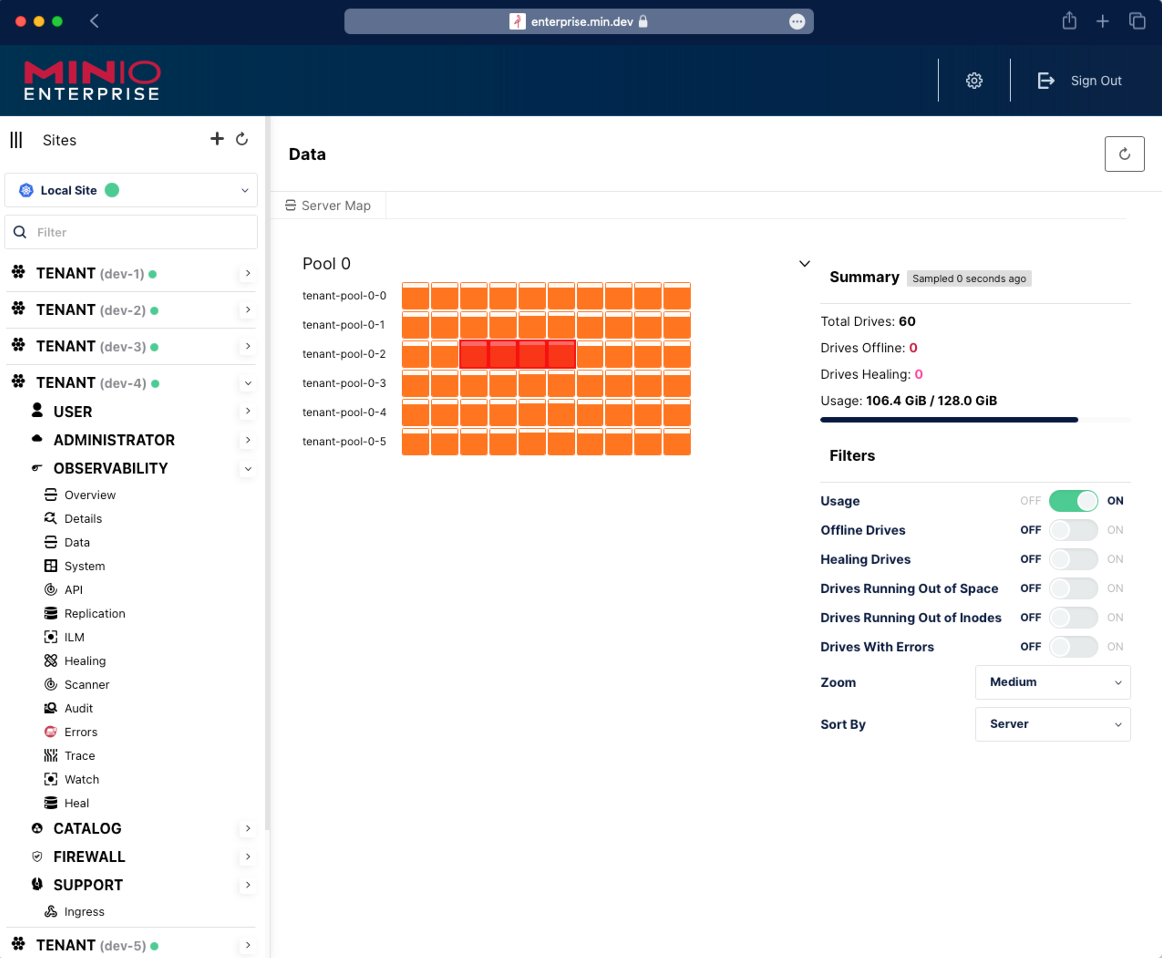 enterprise.min.dev
MINIO
ENTERPRISE
Sign Out
Sites
Local Site
Filter
TENANT (dev-1)
TENANT (dev-2)
TENANT (dev-3)
TENANT (dev-4)
USER
ADMINISTRATOR
OBSERVABILITY
Overview
Details
Data
System
API
Replication
ILM
Healing
Scanner
Audit
Errors
Trace
Watch
Heal
CATALOG
FIREWALL
SUPPORT
Ingress
TENANT (dev-5)
Data
Server Map
Pool 0
tenant-pool-0-0
tenant-pool-0-1
tenant-pool-0-2
tenant-pool-0-3
tenant-pool-0-4
tenant-pool-0-5
Summary Sampled 0 seconds ago
Total Drives: 60
Drives Offline: 0
Drives Healing: 0
Usage: 106.4 GiB / 128.0 GiB
Filters
Usage OFF ON
Offline Drives OFF ON
Healing Drives OFF ON
Drives Running Out of Space OFF ON
Drives Running Out of Inodes OFF ON
Drives With Errors OFF ON
Zoom Medium
Sort By Server